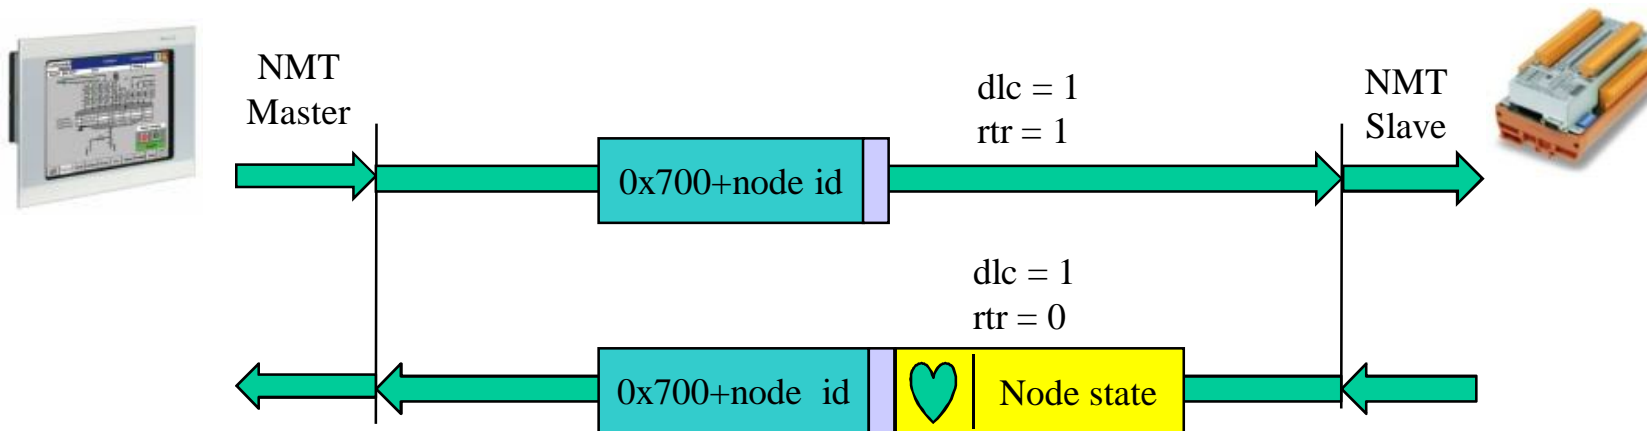 NMT
Master
dlc = 1
rtr = 1
NMT
Slave
0x700+node id
dlc = 1
rtr = 0
0x700+node id
Node state